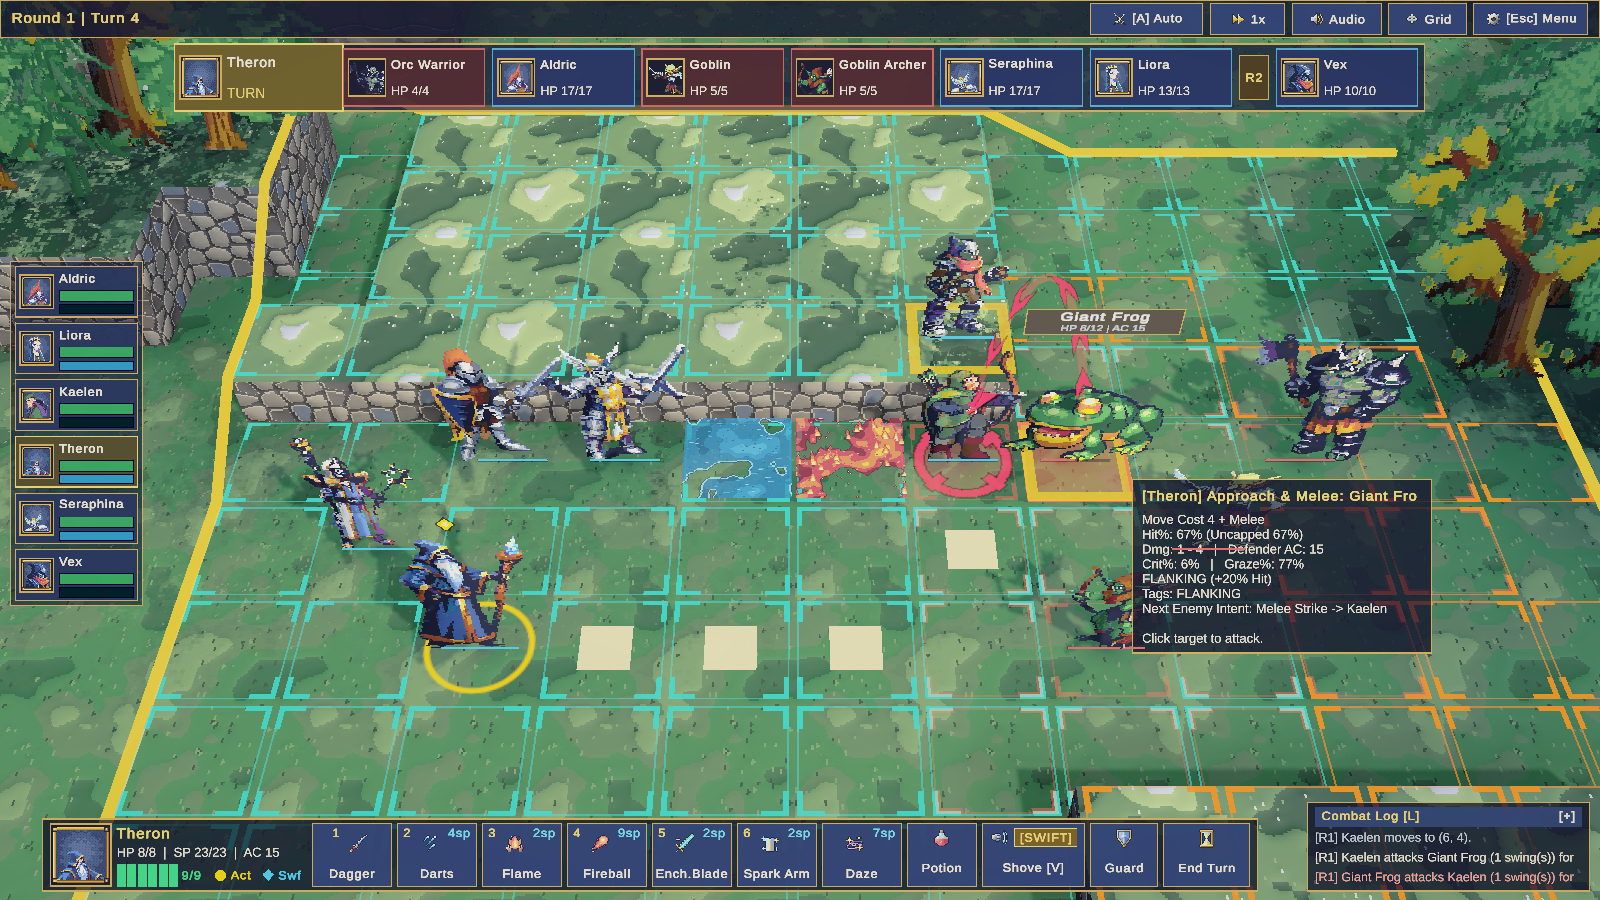 Round 1 | Turn 4
[A] Auto
1x
Audio
Grid
[Esc] Menu
Theron
TURN
Orc Warrior
HP 4/4
Aldric
HP 17/17
Goblin
HP 5/5
Goblin Archer
HP 5/5
Seraphina
HP 17/17
Liora
HP 13/13
R2
Vex
HP 10/10
Aldric
Liora
Kaelen
Theron
Seraphina
Vex
Giant Frog
HP 6/12 | AC 15
[Theron] Approach & Melee: Giant Fro
Move Cost 4 + Melee
Hit%: 67% (Uncapped 67%)
Dmg: 1 - 4 | Defender AC: 15
Crit%: 6% | Graze%: 77%
FLANKING (+20% Hit)
Tags: FLANKING
Next Enemy Intent: Melee Strike -> Kaelen
Click target to attack.
Theron
HP 8/8 | SP 23/23 | AC 15
9/9
Act
Swf
1
Dagger
2 4sp
Darts
3 2sp
Flame
4 9sp
Fireball
5 2sp
Ench.Blade
6 2sp
Spark Arm
7sp
Daze
Potion
[SWIFT]
Shove [V]
Guard
End Turn
Combat Log [L] [+]
[R1] Kaelen moves to (6, 4).
[R1] Kaelen attacks Giant Frog (1 swing(s)) for
[R1] Giant Frog attacks Kaelen (1 swing(s)) for